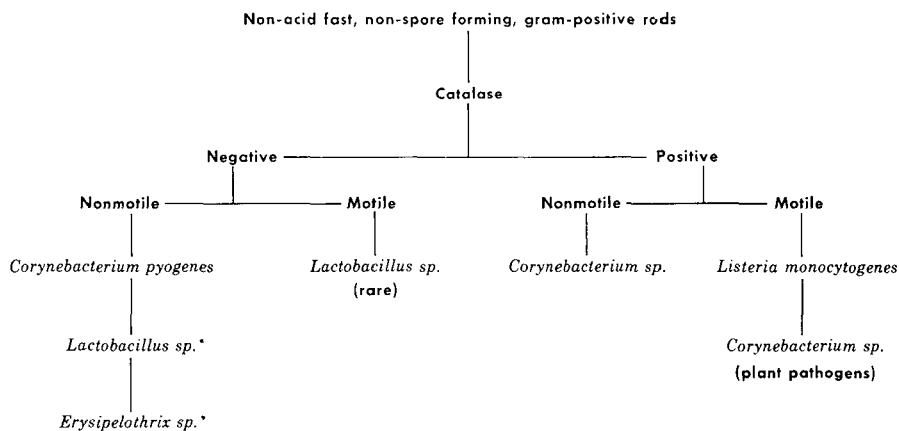 Non-acid fast, non-spore forming, gram-positive rods
Catalase
Negative
Positive
Nonmotile
Motile
Nonmotile
Motile
Corynebacterium pyogenes
Lactobacillus sp.
(rare)
Corynebacterium sp.
Listeria monocytogenes
Lactobacillus sp.*
Corynebacterium sp.
(plant pathogens)
Erysipelothrix sp.*